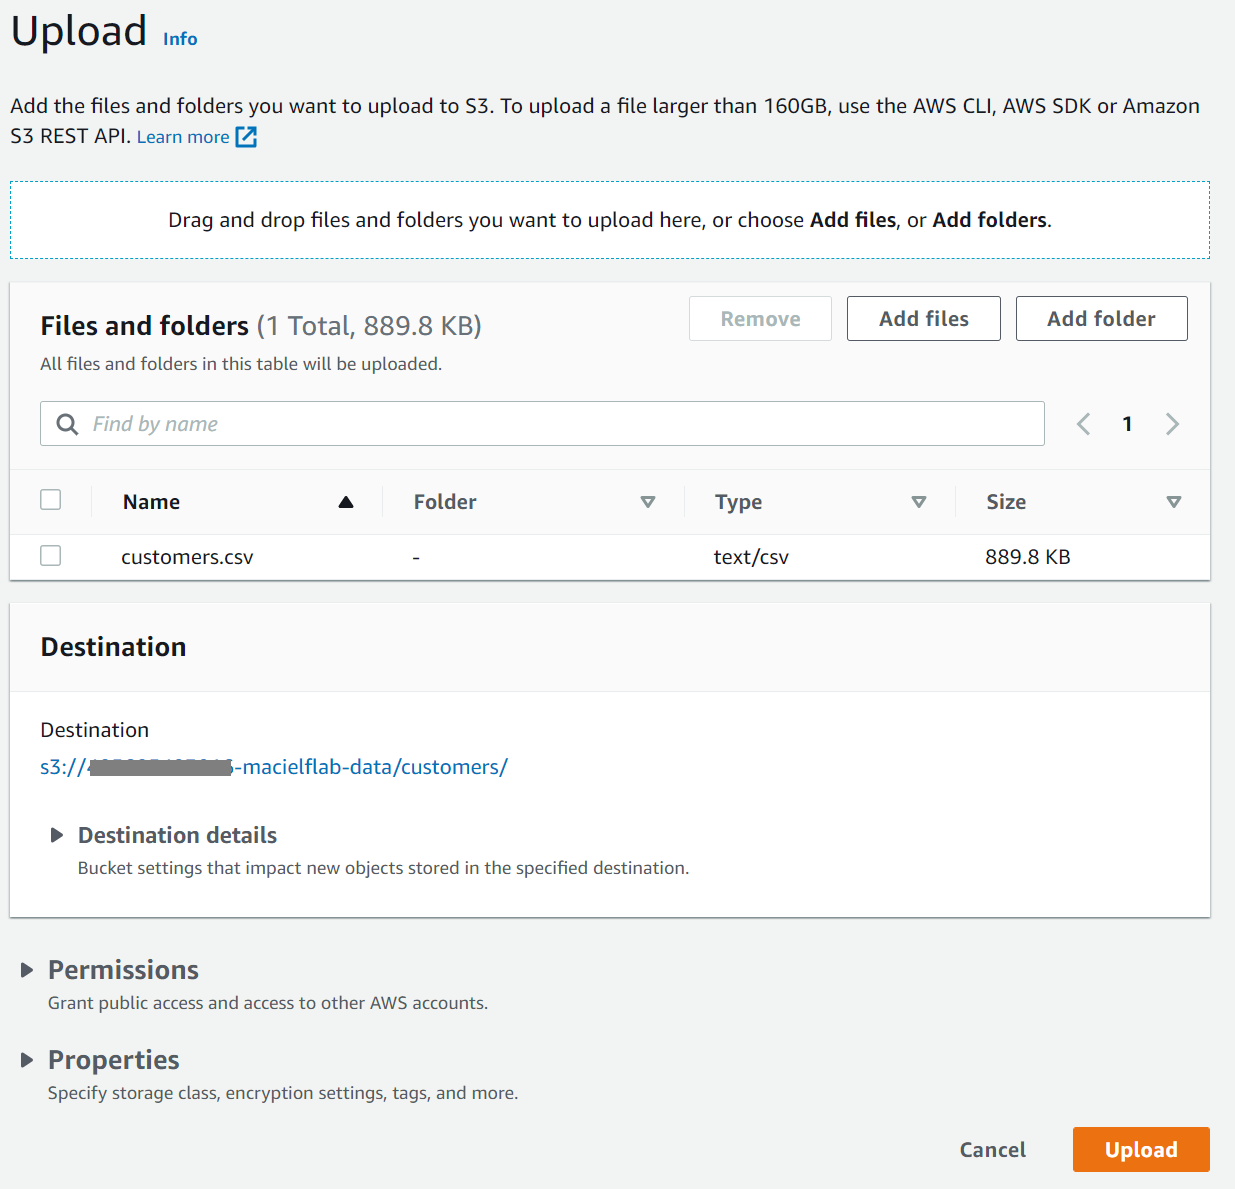 Upload Info
Add the files and folders you want to upload to S3. To upload a file larger than 160GB, use the AWS CLI, AWS SDK or Amazon
S3 REST API. Learn more
Drag and drop files and folders you want to upload here, or choose Add files, or Add folders.
Files and folders (1 Total, 889.8 KB)
Remove Add files Add folder
All files and folders in this table will be uploaded.
Find by name 1
Name Folder Type Size
customers.csv - text/csv 889.8 KB
Destination
Destination
s3://-macielflab-data/customers/
Destination details
Bucket settings that impact new objects stored in the specified destination.
Permissions
Grant public access and access to other AWS accounts.
Properties
Specify storage class, encryption settings, tags, and more.
Cancel Upload